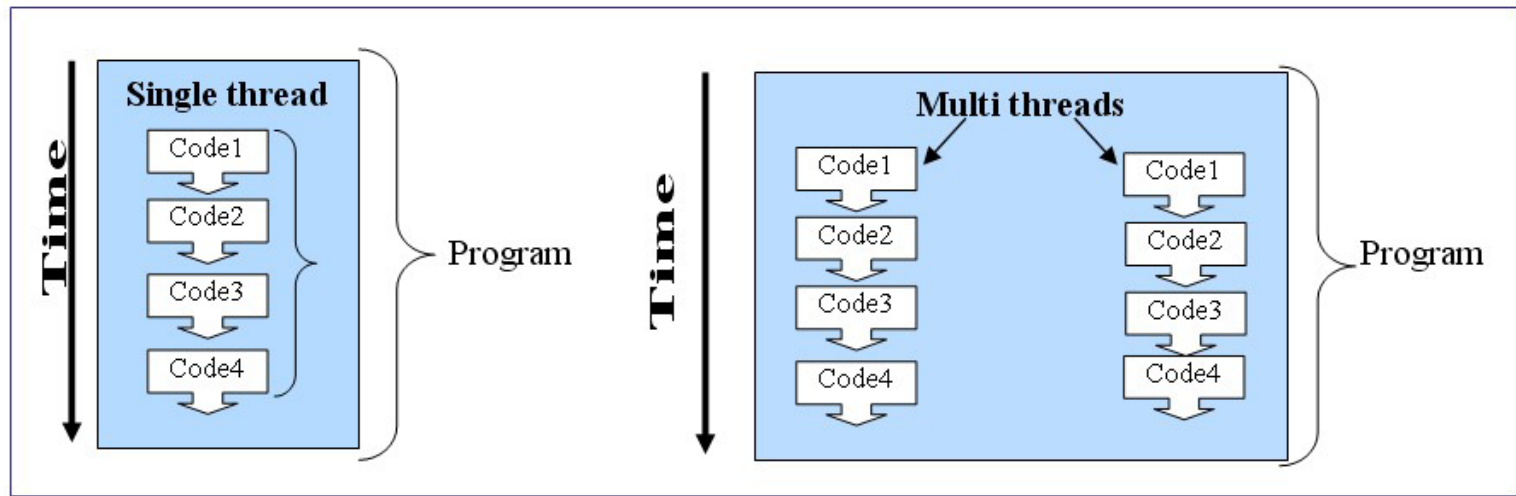 Time
Single thread
Code1
Code2
Code3
Code4
Program
Time
Multi threads
Code1
Code2
Code3
Code4
Code1
Code2
Code3
Code4
Program